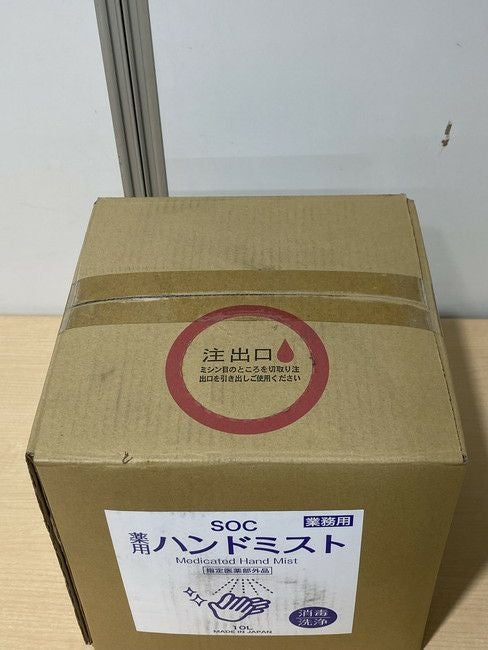 注出口
ミシン目のところを切取り注
出口を引き出しご使用ください
SOC
業務用
薬用
ハンドミスト
Medicated Hand Mist
指定医薬部外品
消毒
洗浄
10L
MADE IN JAPAN